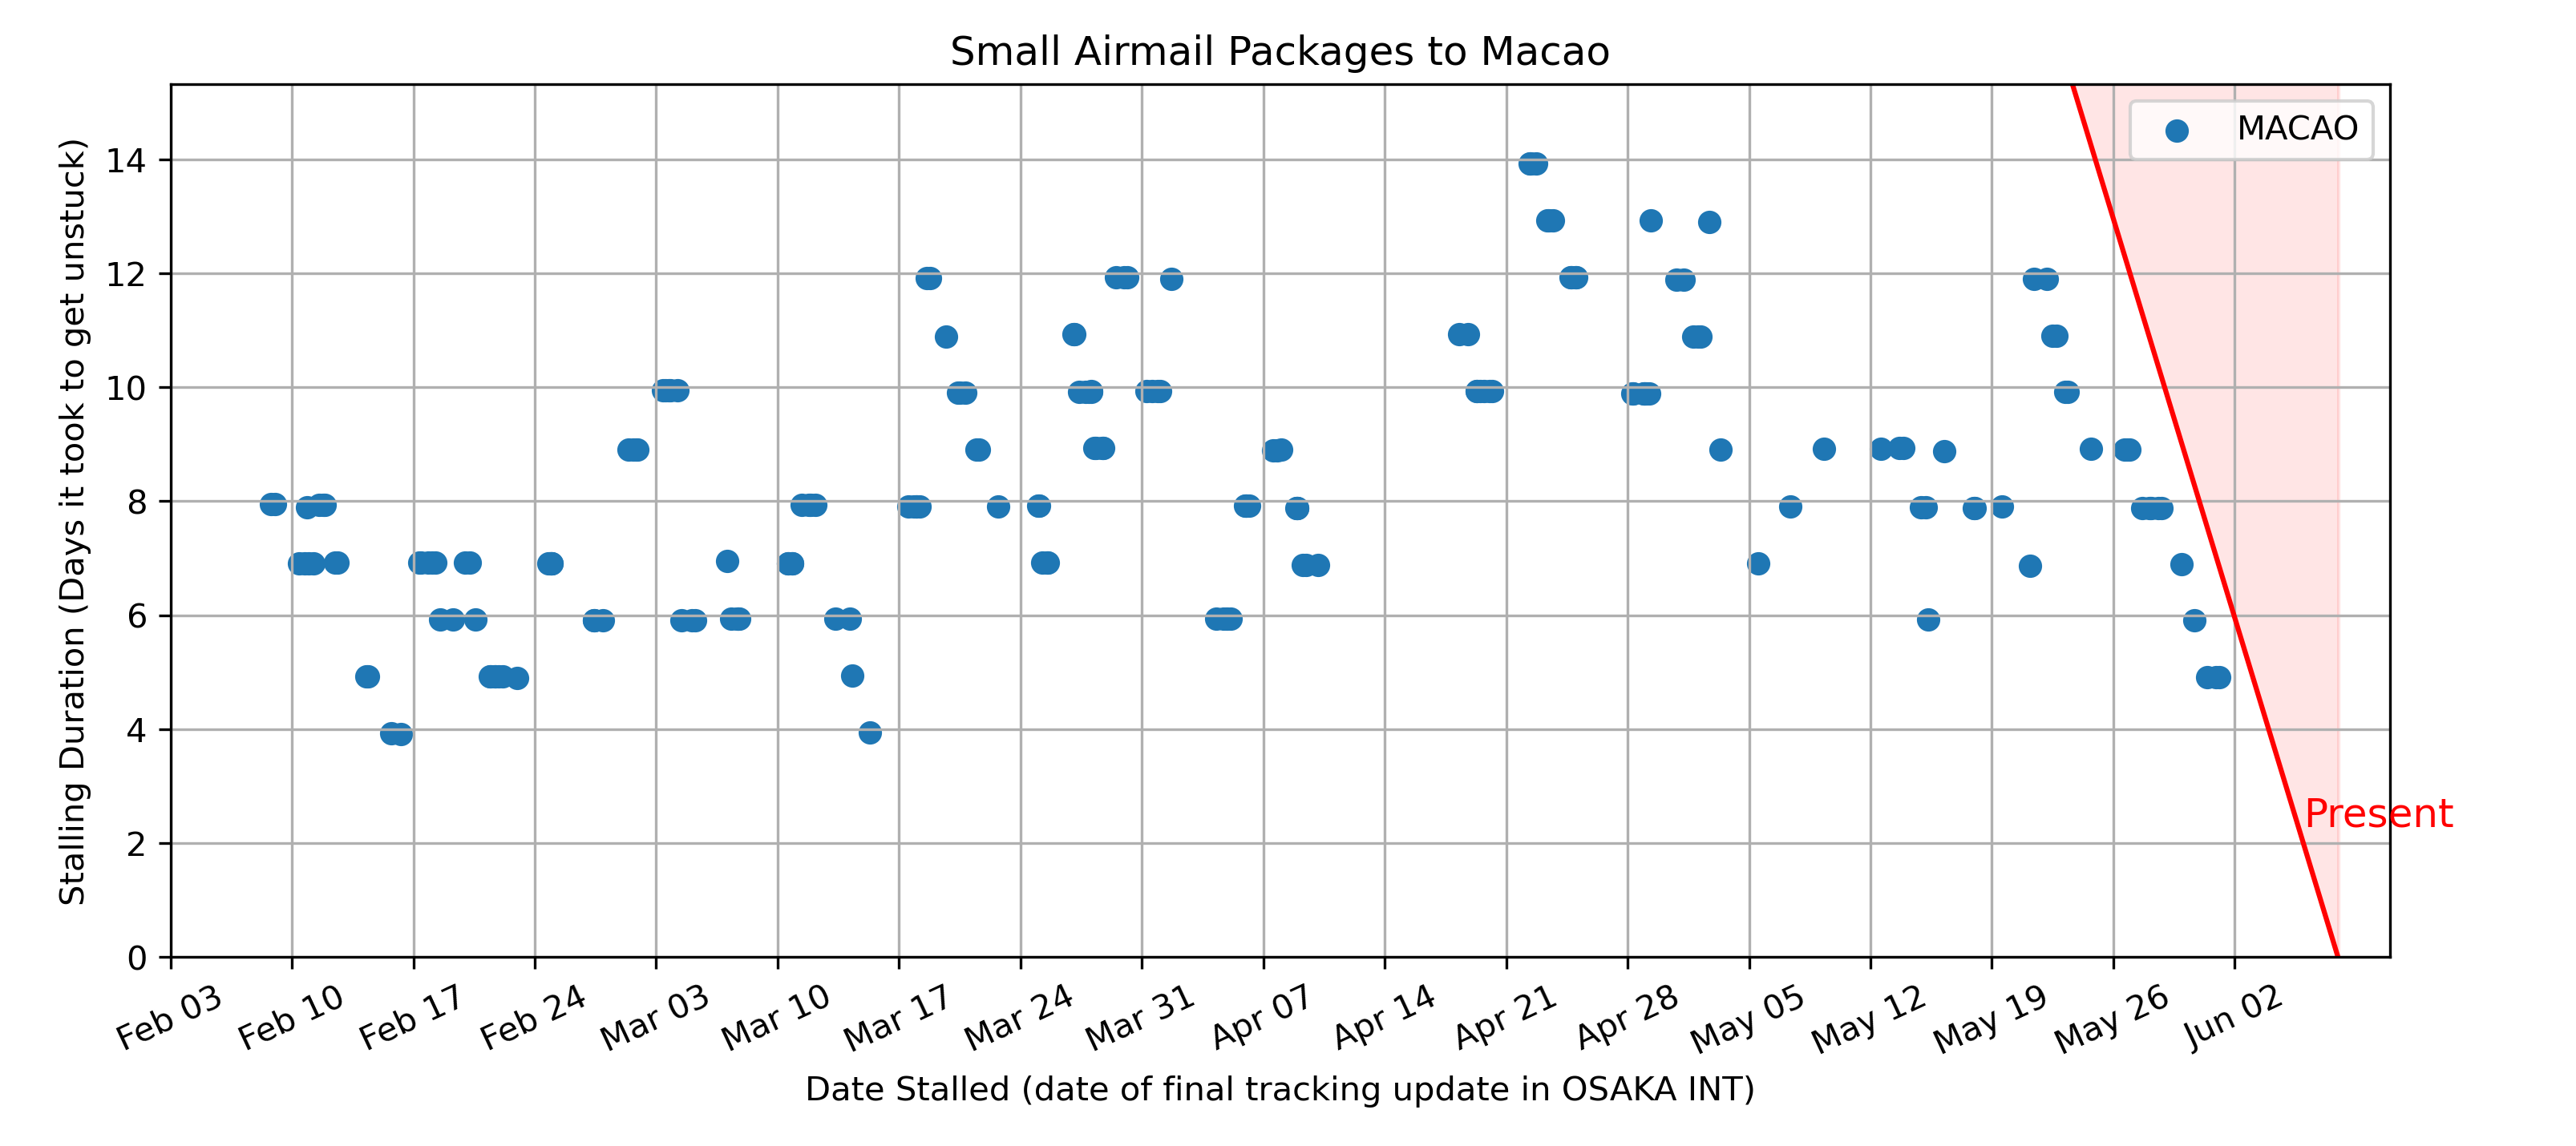 Small Airmail Packages to Macao
MACAO
Stalling Duration (Days it took to get unstuck)
14
12
10
8
6
4
2
0
Present
Feb 03
Feb 10
Feb 17
Feb 24
Mar 03
Mar 10
Mar 17
Mar 24
Mar 31
Apr 07
Apr 14
Apr 21
Apr 28
May 05
May 12
May 19
May 26
Jun 02
Date Stalled (date of final tracking update in OSAKA INT)